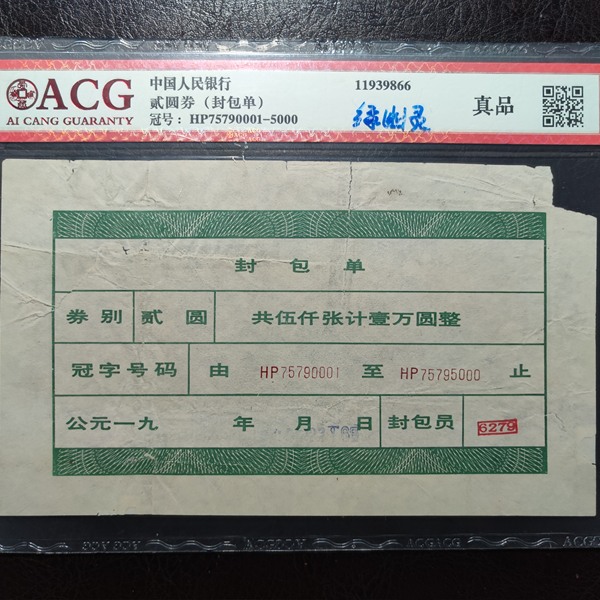 ACG
AI CANG GUARANTY
中国人民银行
贰圆券（封包单）
冠号：HP75790001-5000
11939866
绿幽灵
真品
封包单
券别 贰圆 共伍仟张计壹万圆整
冠字号码 由 HP75790001 至 HP75795000 止
公元一九 年 月 日 封包员 6279